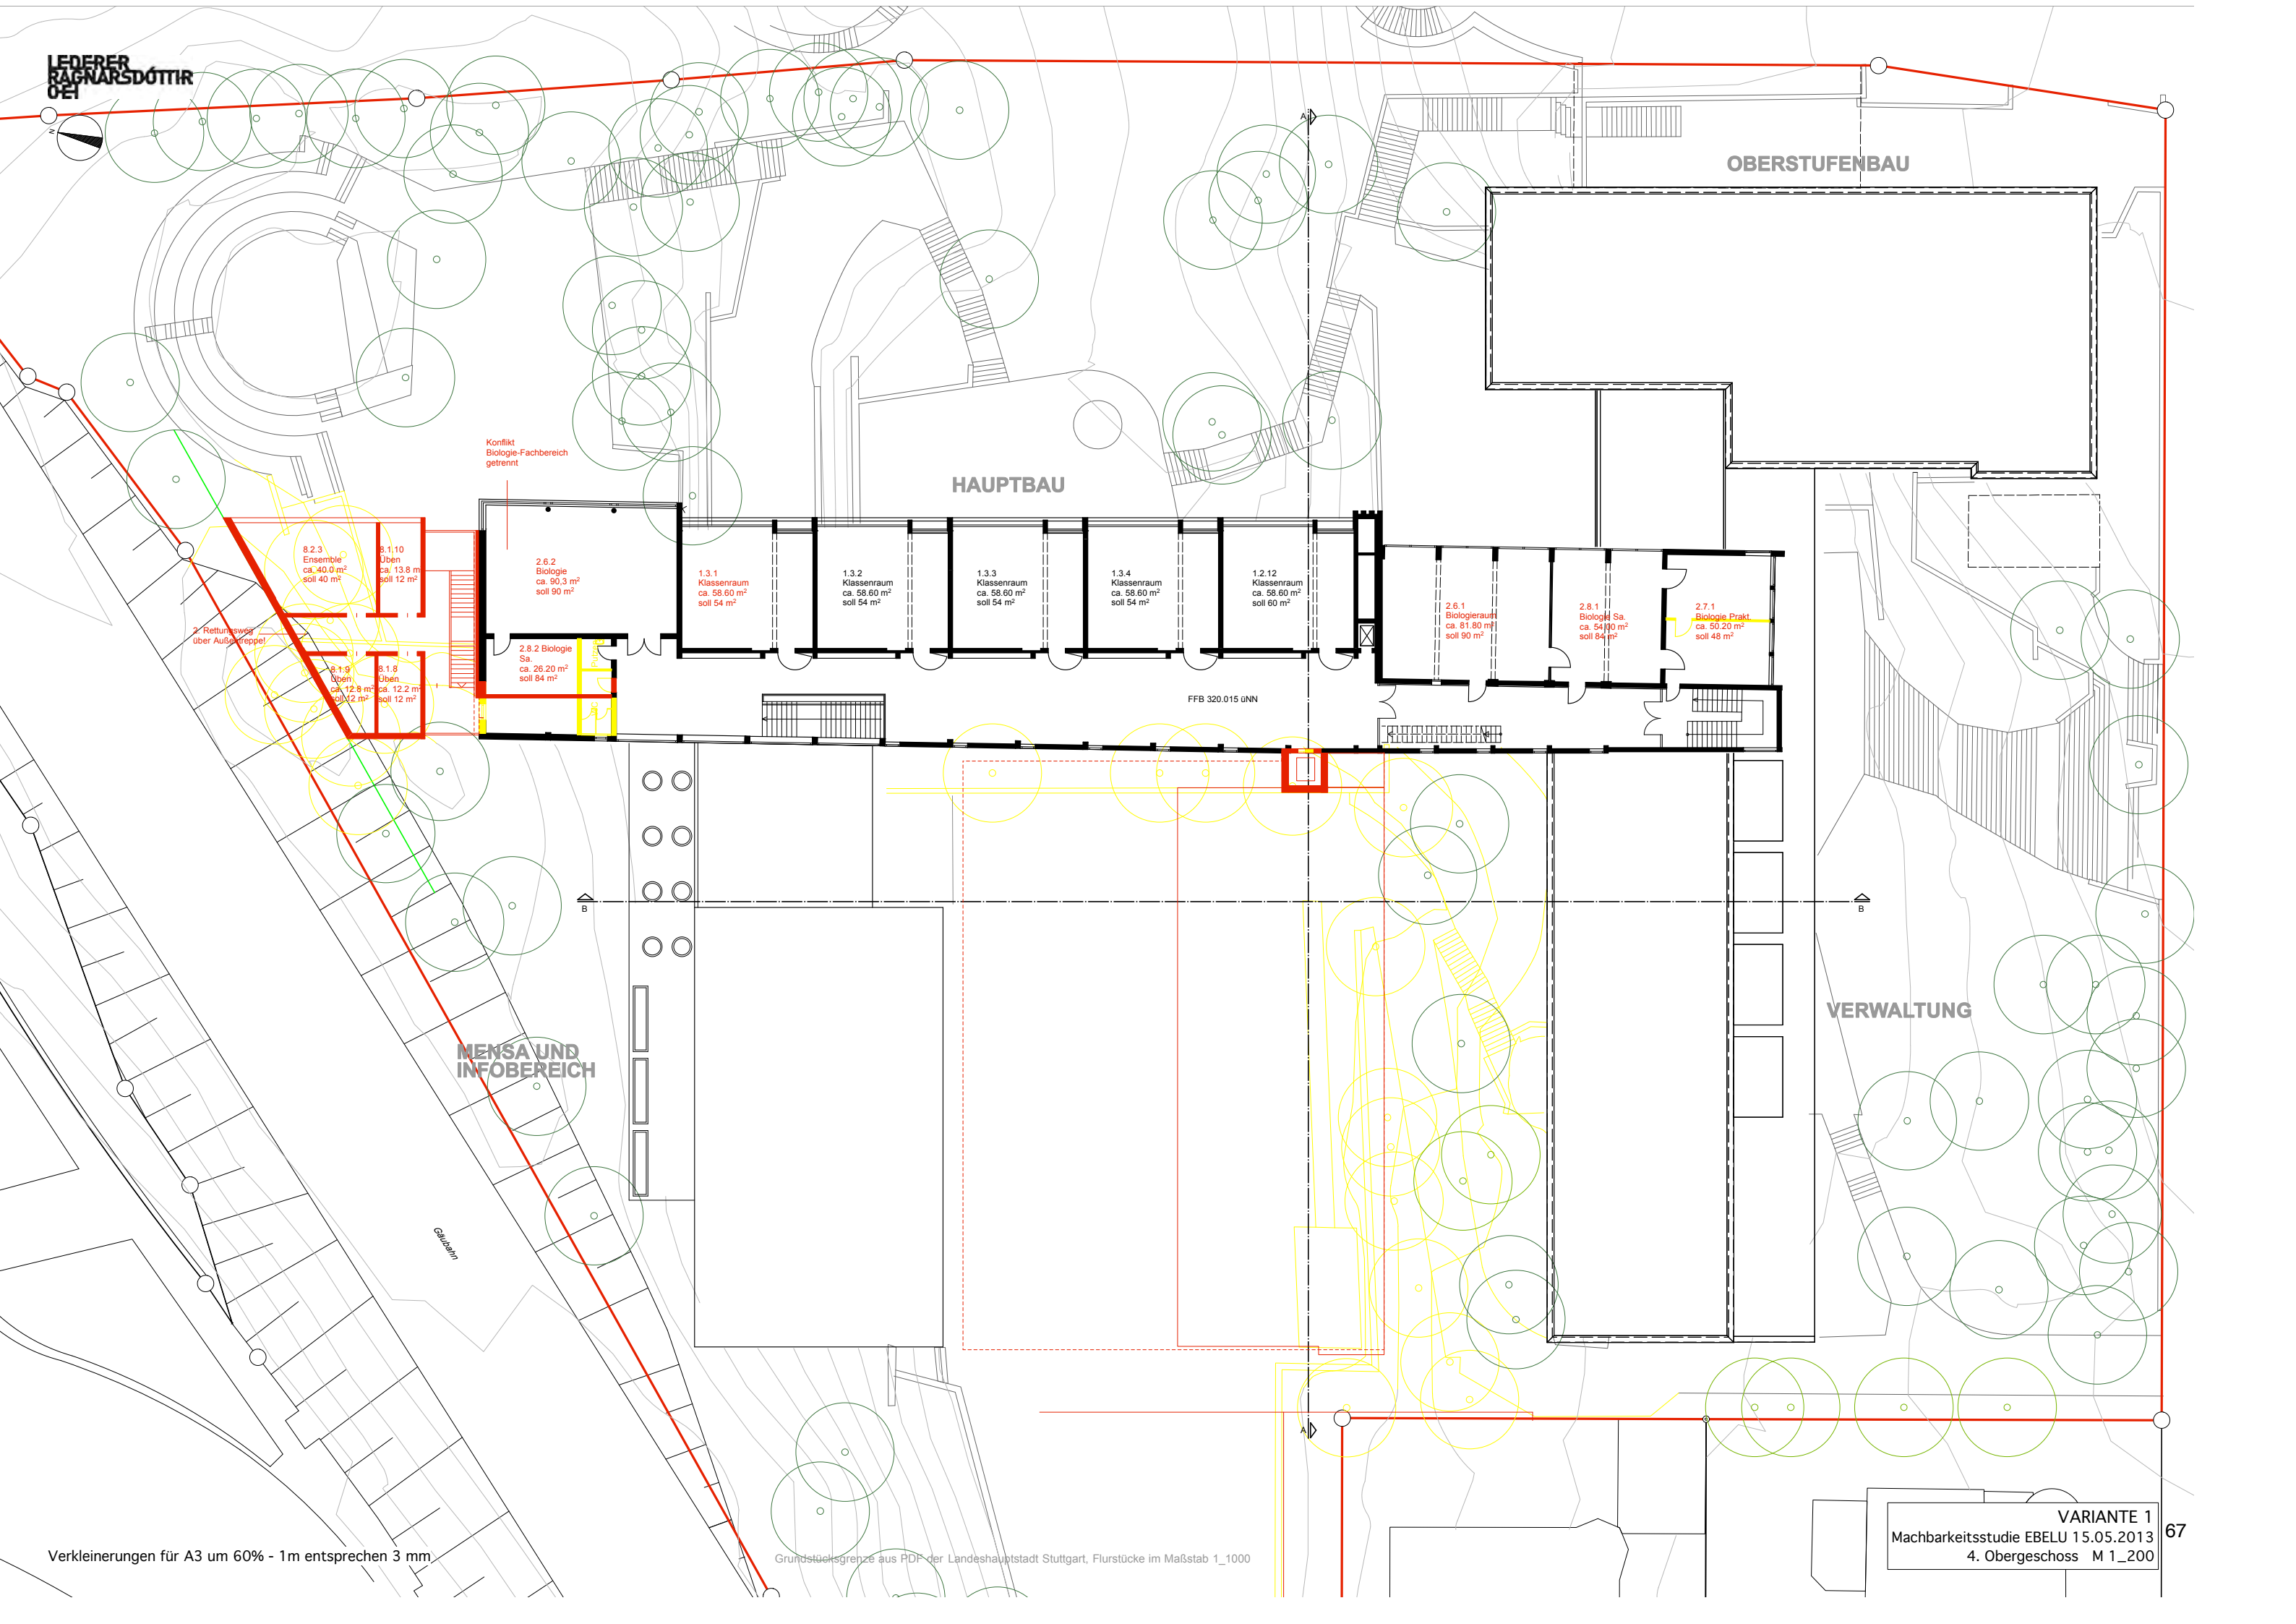 LEDERER
RAGNARSDÓTTIR
OEI
N
A
OBERSTUFENBAU
Konflikt
Biologie-Fachbereich
getrennt
HAUPTBAU
8.2.3
Ensemble
ca. 40.0 m²
soll 40 m²
8.1.10
Üben
ca. 13.8 m
soll 12 m²
2.6.2
Biologie
ca. 90,3 m²
soll 90 m²
1.3.1
Klassenraum
ca. 58.60 m²
soll 54 m²
1.3.2
Klassenraum
ca. 58.60 m²
soll 54 m²
1.3.3
Klassenraum
ca. 58.60 m²
soll 54 m²
1.3.4
Klassenraum
ca. 58.60 m²
soll 54 m²
1.2.12
Klassenraum
ca. 58.60 m²
soll 60 m²
2.6.1
Biologieraum
ca. 81.80 m²
soll 90 m²
2.8.1
Biologie Sa.
ca. 54.00 m²
soll 84 m²
2.7.1
Biologie Prakt.
ca. 50.20 m²
soll 48 m²
2. Rettungsweg
über Außentreppe!
2.8.2 Biologie
Sa.
ca. 26.20 m²
soll 84 m²
8.1.9
Üben
ca. 12.8 m²
soll 12 m²
8.1.8
Üben
ca. 12.2 m²
soll 12 m²
FFB 320.015 üNN
B
B
VERWALTUNG
MENSA UND
INFOBEREICH
Gäubahn
A
VARIANTE 1
Machbarkeitsstudie EBELU 15.05.2013
4. Obergeschoss M 1_200
67
Verkleinerungen für A3 um 60% - 1m entsprechen 3 mm
Grundstücksgrenze aus PDF der Landeshauptstadt Stuttgart, Flurstücke im Maßstab 1_1000